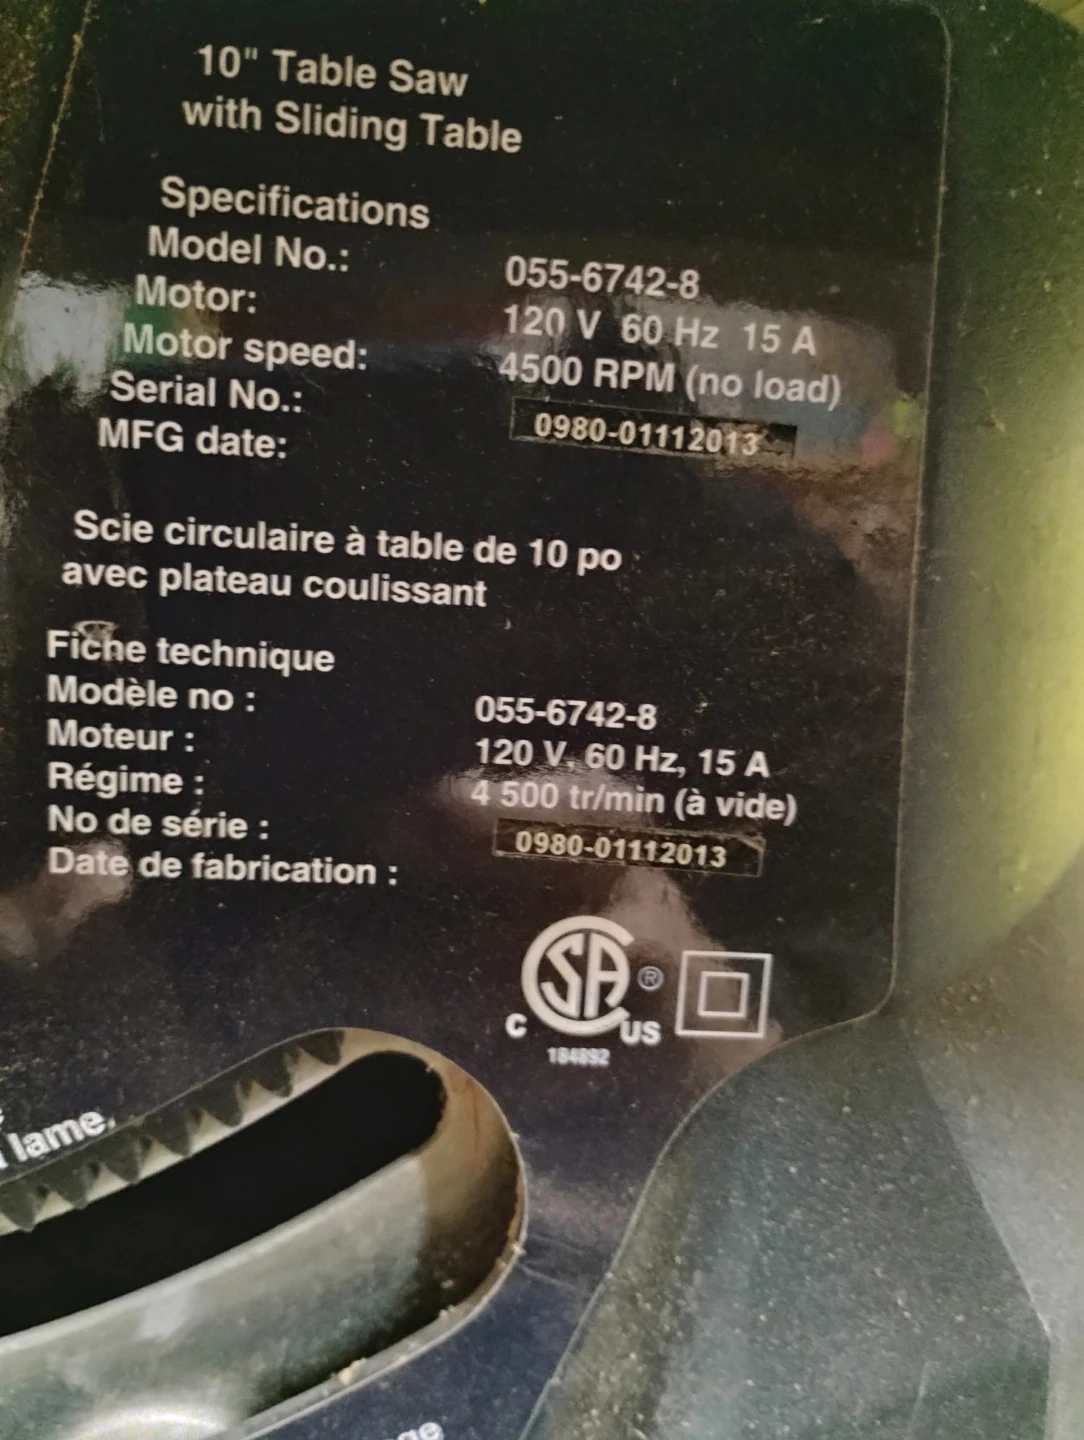 10" Table Saw
with Sliding Table
Specifications
Model No.: 055-6742-8
Motor: 120 V 60 Hz 15 A
Motor speed: 4500 RPM (no load)
Serial No.: 0980-01112013
MFG date:
Scie circulaire à table de 10 po
avec plateau coulissant
Fiche technique
Modèle no : 055-6742-8
Moteur : 120 V, 60 Hz, 15 A
Régime : 4 500 tr/min (à vide)
No de série : 0980-01112013
Date de fabrication :
CSA ®
C US
184892
lame,